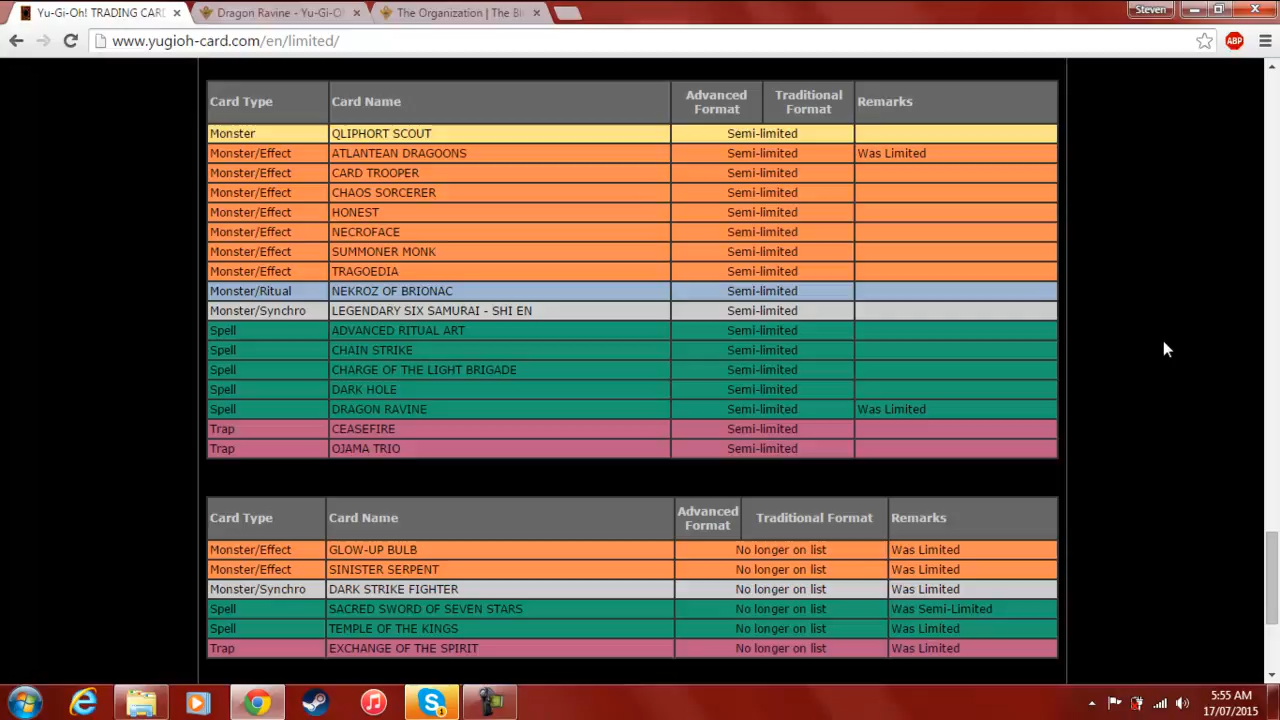 Yu-Gi-Oh! TRADING CAR
Dragon Ravine - Yu-Gi-O
The Organization | The Bl
Steven
www.yugioh-card.com/en/limited/
ABP
Card Type Card Name Advanced Format Traditional Format Remarks
Monster QLIPHORT SCOUT Semi-limited
Monster/Effect ATLANTEAN DRAGOONS Semi-limited Was Limited
Monster/Effect CARD TROOPER Semi-limited
Monster/Effect CHAOS SORCERER Semi-limited
Monster/Effect HONEST Semi-limited
Monster/Effect NECROFACE Semi-limited
Monster/Effect SUMMONER MONK Semi-limited
Monster/Effect TRAGOEDIA Semi-limited
Monster/Ritual NEKROZ OF BRIONAC Semi-limited
Monster/Synchro LEGENDARY SIX SAMURAI - SHI EN Semi-limited
Spell ADVANCED RITUAL ART Semi-limited
Spell CHAIN STRIKE Semi-limited
Spell CHARGE OF THE LIGHT BRIGADE Semi-limited
Spell DARK HOLE Semi-limited
Spell DRAGON RAVINE Semi-limited Was Limited
Trap CEASEFIRE Semi-limited
Trap OJAMA TRIO Semi-limited
Card Type Card Name Advanced Format Traditional Format Remarks
Monster/Effect GLOW-UP BULB No longer on list Was Limited
Monster/Effect SINISTER SERPENT No longer on list Was Limited
Monster/Synchro DARK STRIKE FIGHTER No longer on list Was Limited
Spell SACRED SWORD OF SEVEN STARS No longer on list Was Semi-Limited
Spell TEMPLE OF THE KINGS No longer on list Was Limited
Trap EXCHANGE OF THE SPIRIT No longer on list Was Limited
5:55 AM
17/07/2015